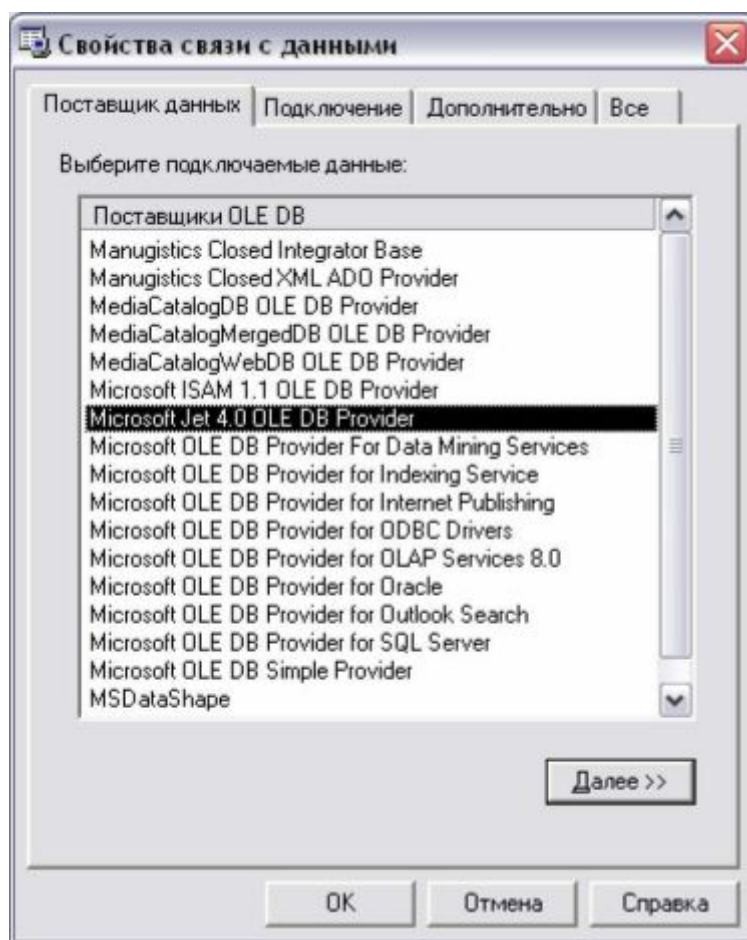 Свойства связи с данными
Поставщик данных Подключение Дополнительно Все
Выберите подключаемые данные:
Поставщики OLE DB
Manugistics Closed Integrator Base
Manugistics Closed XML ADO Provider
MediaCatalogDB OLE DB Provider
MediaCatalogMergedDB OLE DB Provider
MediaCatalogWebDB OLE DB Provider
Microsoft ISAM 1.1 OLE DB Provider
Microsoft Jet 4.0 OLE DB Provider
Microsoft OLE DB Provider For Data Mining Services
Microsoft OLE DB Provider for Indexing Service
Microsoft OLE DB Provider for Internet Publishing
Microsoft OLE DB Provider for ODBC Drivers
Microsoft OLE DB Provider for OLAP Services 8.0
Microsoft OLE DB Provider for Oracle
Microsoft OLE DB Provider for Outlook Search
Microsoft OLE DB Provider for SQL Server
Microsoft OLE DB Simple Provider
MSDataShape
Далее >>
OK Отмена Справка